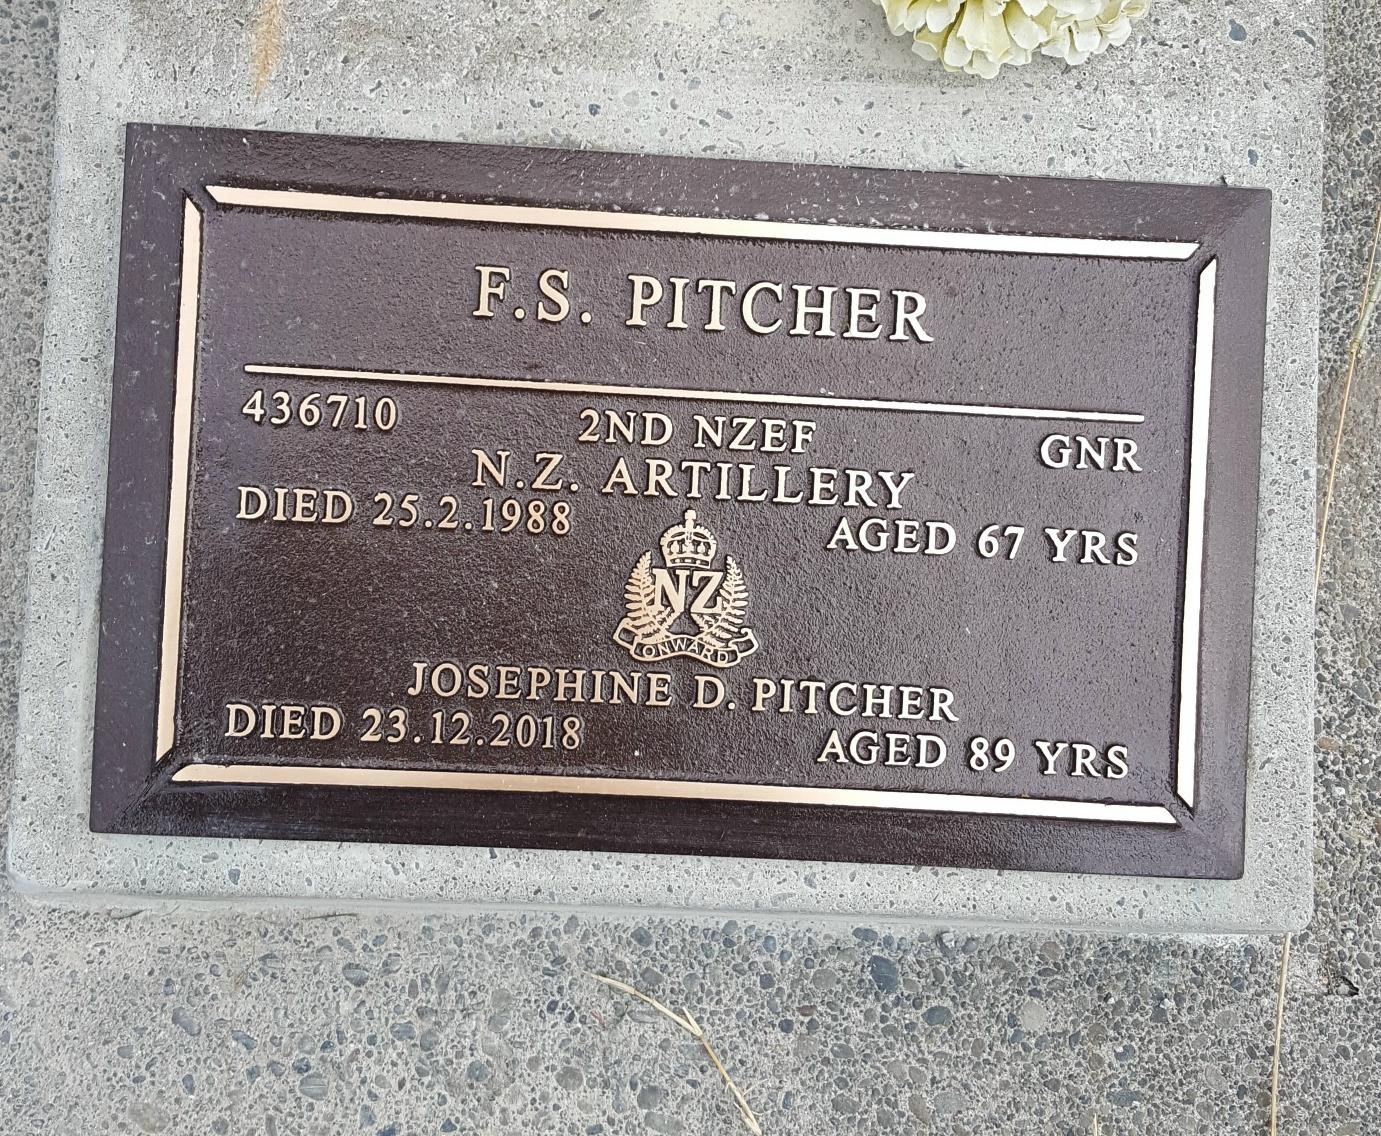 F.S. PITCHER
436710 2ND NZEF GNR
N.Z. ARTILLERY
DIED 25.2.1988 AGED 67 YRS
NZ
ONWARD
JOSEPHINE D. PITCHER
DIED 23.12.2018 AGED 89 YRS